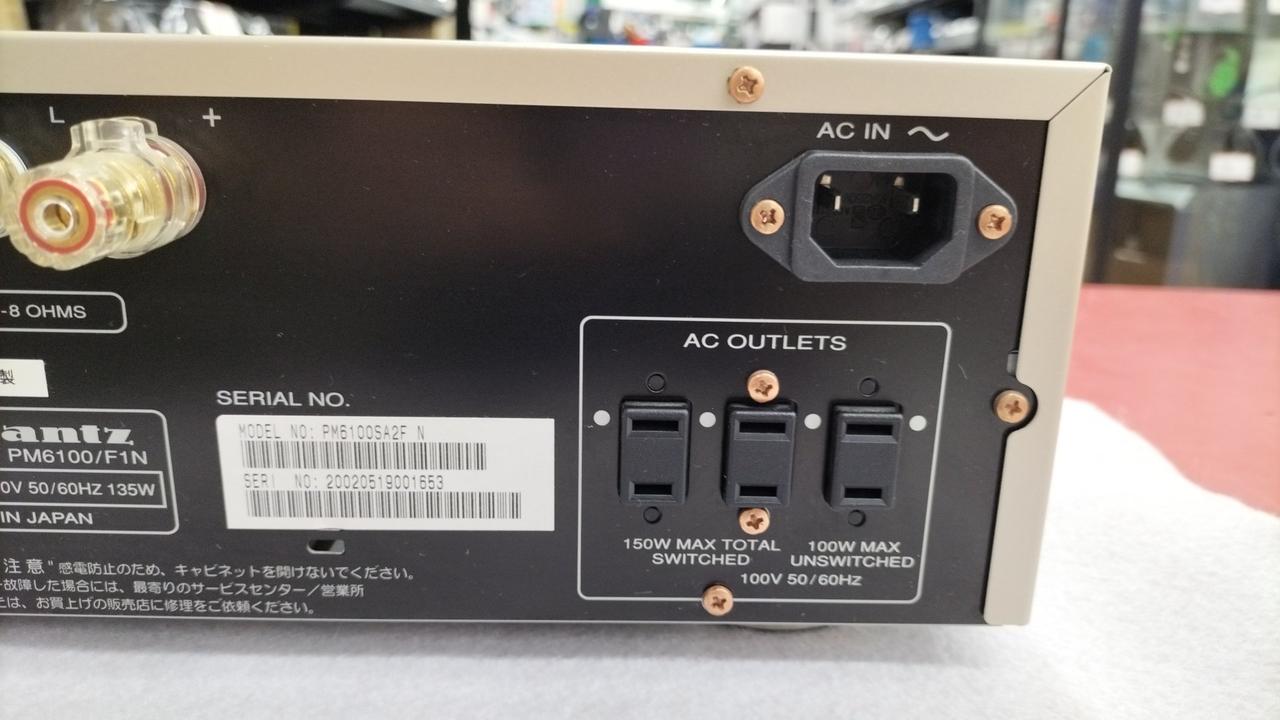 L +
AC IN ~
-8 OHMS
AC OUTLETS
製
SERIAL NO.
MODEL NO: PM6100SA2F N
SERI NO: 20020519001653
antz
PM6100/F1N
0V 50/60HZ 135W
IN JAPAN
150W MAX TOTAL
SWITCHED
100W MAX
UNSWITCHED
100V 50/60HZ
注意" 感電防止のため、キャビネットを開けないでください。
故障した場合には、最寄りのサービスセンター／営業所
は、お買上げの販売店に修理をご依頼ください。